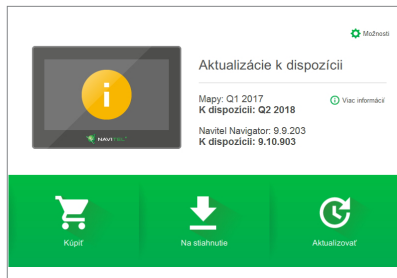 Možnosti
Aktualizácie k dispozícii
Mapy: Q1 2017
Viac informácií
K dispozícii: Q2 2018
Navitel Navigator: 9.9.203
K dispozícii: 9.10.903
NAVITEL
Kúpiť
Na stiahnutie
Aktualizovať